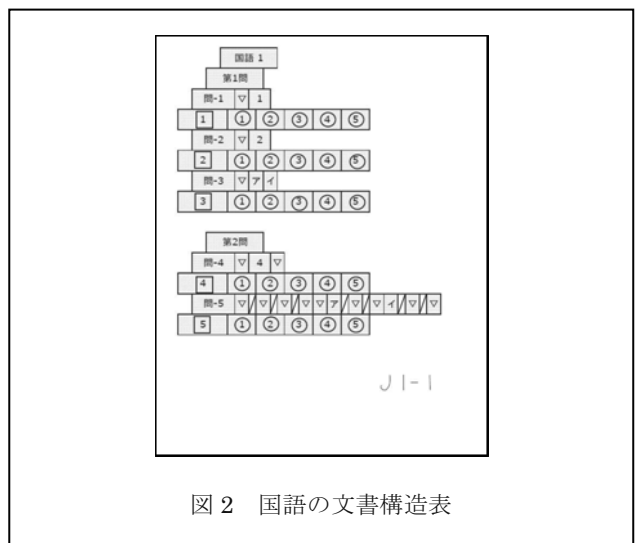 国語 1
第1問
問-1 ▽ 1
1 ① ② ③ ④ ⑤
問-2 ▽ 2
2 ① ② ③ ④ ⑤
問-3 ▽ ア イ
3 ① ② ③ ④ ⑤
第2問
問-4 ▽ 4 ▽
4 ① ② ③ ④ ⑤
問-5 ▽/▽/▽/▽ ▽ ア/▽/▽ イ/▽/▽
5 ① ② ③ ④ ⑤
J1-1
図 2 国語の文書構造表